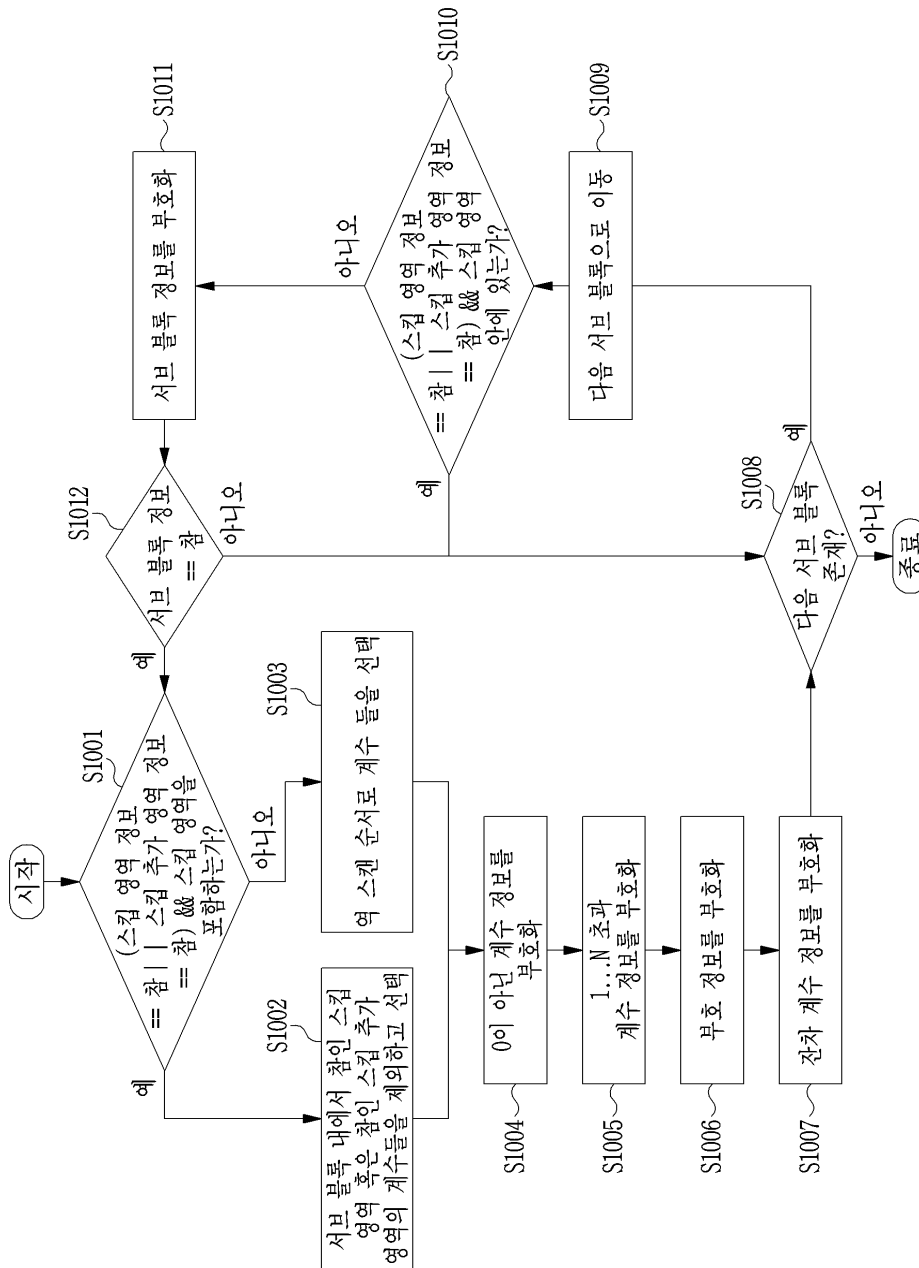 시작
(스킵 영역 정보
== 참 || 스킵 추가 영역 정보
== 참) && 스킵 영역을
포함하는가?
S1001
예
아니오
서브 블록 내에서 참인 스킵
영역 혹은 참인 스킵 추가
영역의 계수들을 제외하고 선택
S1002
역 스캔 순서로 계수 들을 선택
S1003
0이 아닌 계수 정보를
부호화
S1004
1...N 초과
계수 정보를 부호화
S1005
부호 정보를 부호화
S1006
잔차 계수 정보를 부호화
S1007
다음 서브 블록
존재?
S1008
예
아니오
종료
다음 서브 블록으로 이동
S1009
(스킵 영역 정보
== 참 || 스킵 추가 영역 정보
== 참) && 스킵 영역
안에 있는가?
S1010
예
아니오
서브 블록 정보를 부호화
S1011
서브 블록 정보
== 참
S1012
예
아니오